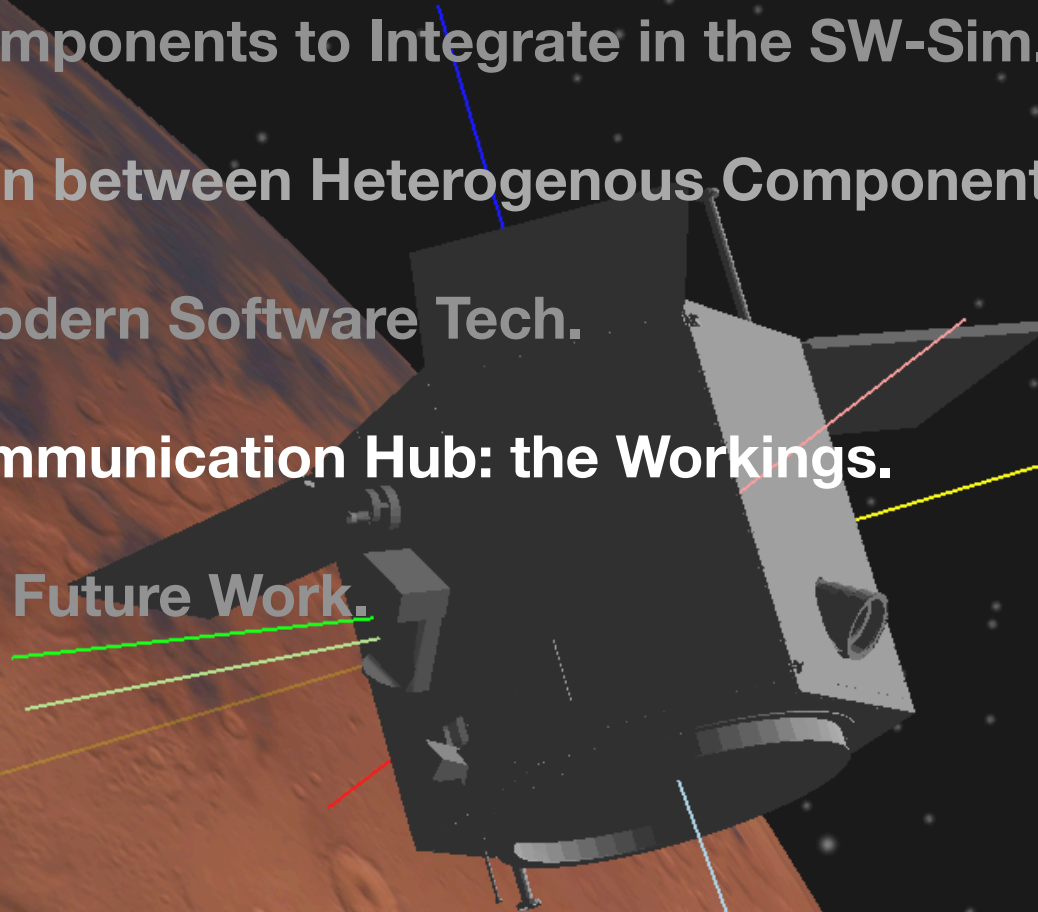 mponents to Integrate in the SW-Sim.
n between Heterogenous Component
odern Software Tech.
mmunication Hub: the Workings.
Future Work.